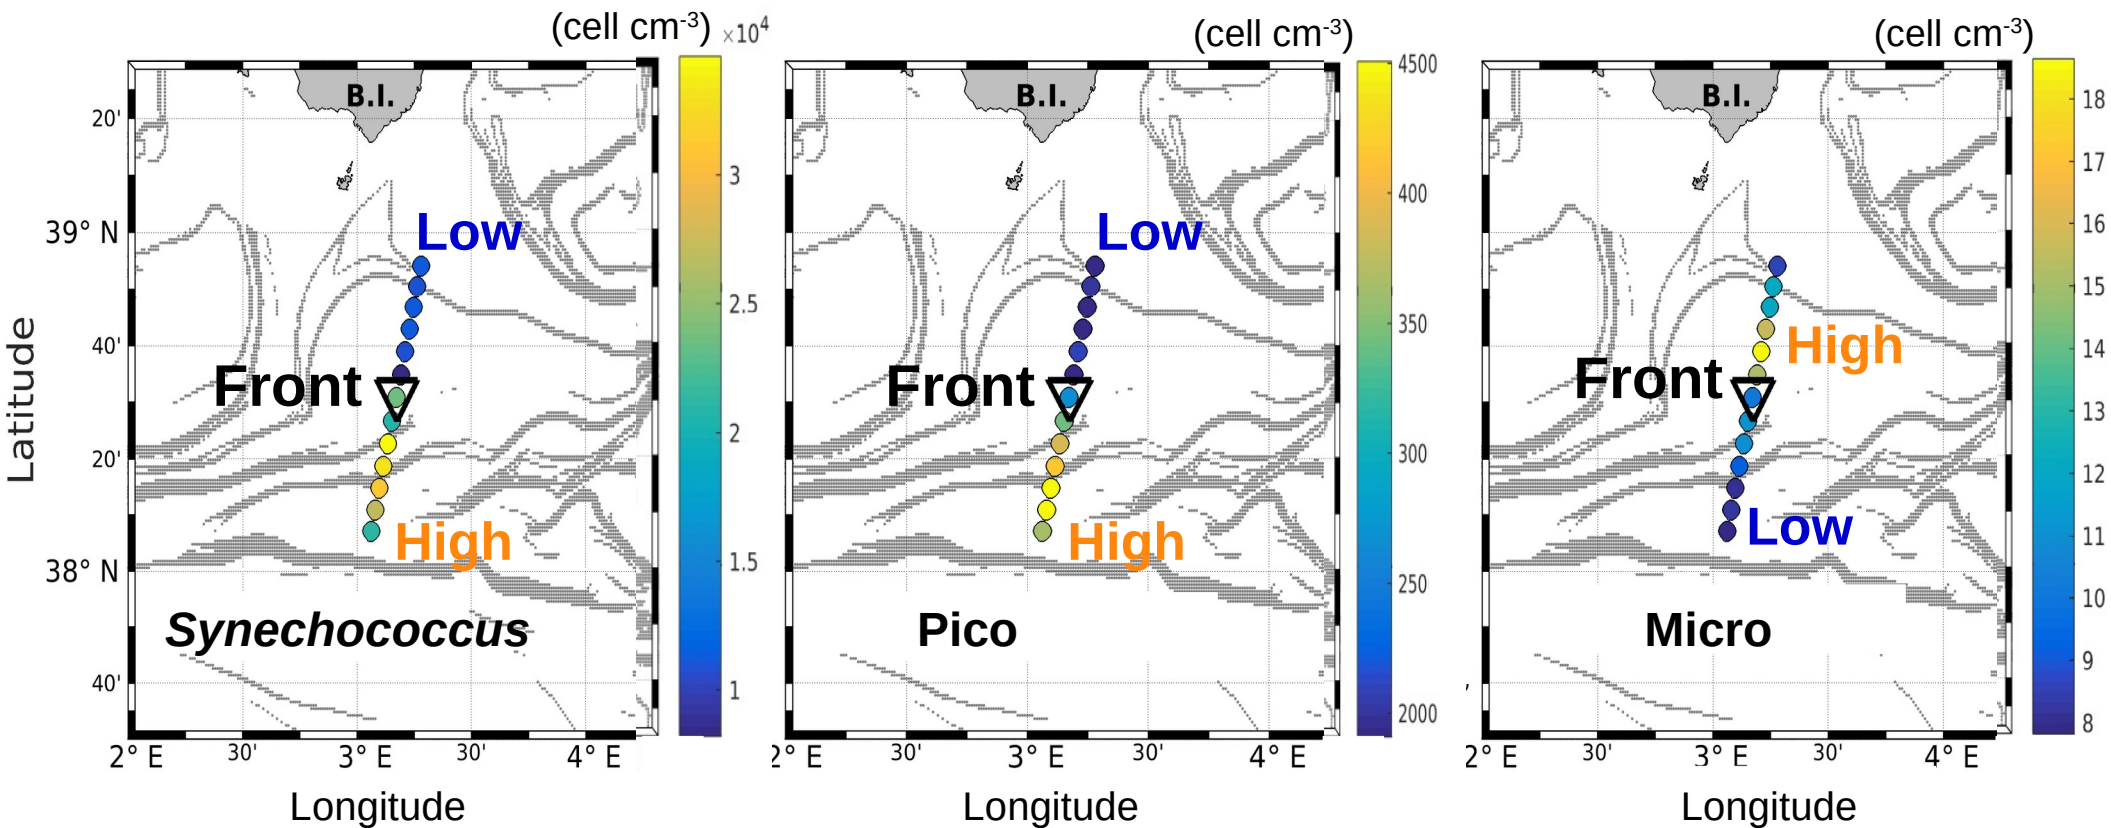 (cell cm-3)
×10⁴
B.I.
20'
39° N
40'
20'
38° N
40'
Latitude
Low
Front
High
Synechococcus
2° E
30'
3° E
30'
4° E
Longitude
3
2.5
2
1.5
1
(cell cm-3)
B.I.
Low
Front
High
Pico
2° E
30'
3° E
30'
4° E
Longitude
4500
400
350
300
250
2000
(cell cm-3)
B.I.
High
Front
Low
Micro
2° E
30'
3° E
30'
4° E
Longitude
18
17
16
15
14
13
12
11
10
9
8